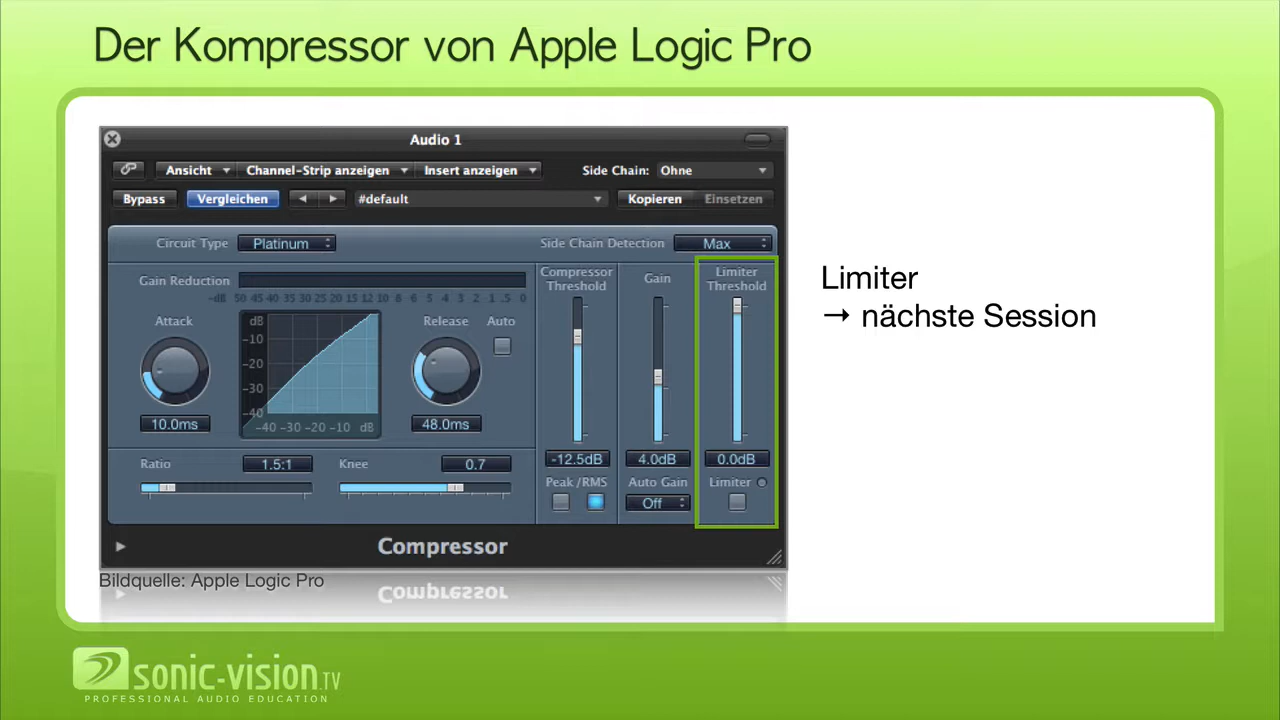 Der Kompressor von Apple Logic Pro
Audio 1
Ansicht Channel-Strip anzeigen Insert anzeigen Side Chain: Ohne
Bypass Vergleichen #default Kopieren Einsetzen
Circuit Type Platinum Side Chain Detection Max
Gain Reduction
-dB 50 45 40 35 30 25 20 15 12 10 8 6 5 4 3 2 1 .5 0
Compressor Threshold
Gain
Limiter Threshold
Attack
10.0ms
dB
-10
-20
-30
-40
-40 -30 -20 -10 dB
Release
48.0ms
Auto
Ratio 1.5:1
Knee 0.7
-12.5dB 4.0dB 0.0dB
Peak /RMS Auto Gain Limiter
Off
Compressor
Limiter
→ nächste Session
Bildquelle: Apple Logic Pro
Compressor
sonic-vision.TV
PROFESSIONAL AUDIO EDUCATION